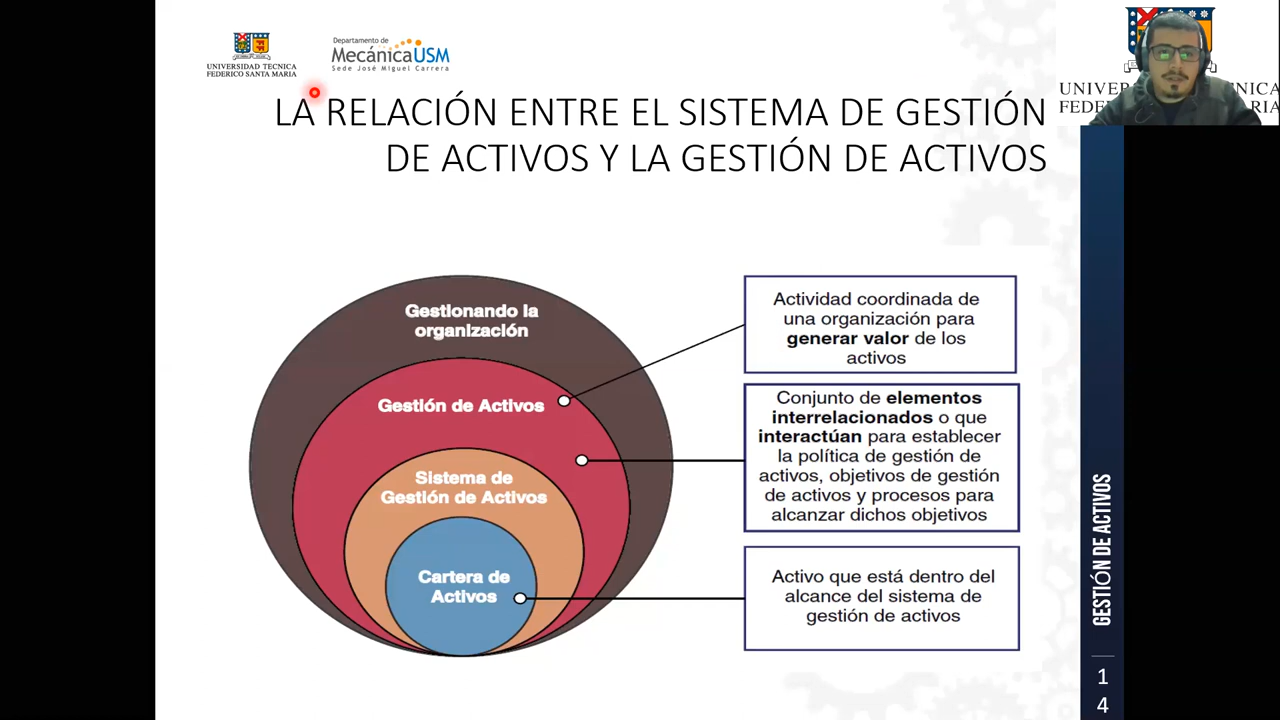 UNIVERSIDAD TECNICA
FEDERICO SANTA MARIA
Departamento de
MecánicaUSM
Sede José Miguel Carrera
LA RELACIÓN ENTRE EL SISTEMA DE GESTIÓN
DE ACTIVOS Y LA GESTIÓN DE ACTIVOS
Gestionando la
organización
Gestión de Activos
Sistema de
Gestión de Activos
Cartera de
Activos
Actividad coordinada de
una organización para
generar valor de los
activos
Conjunto de elementos
interrelacionados o que
interactúan para establecer
la política de gestión de
activos, objetivos de gestión
de activos y procesos para
alcanzar dichos objetivos
Activo que está dentro del
alcance del sistema de
gestión de activos
GESTIÓN DE ACTIVOS
1
4